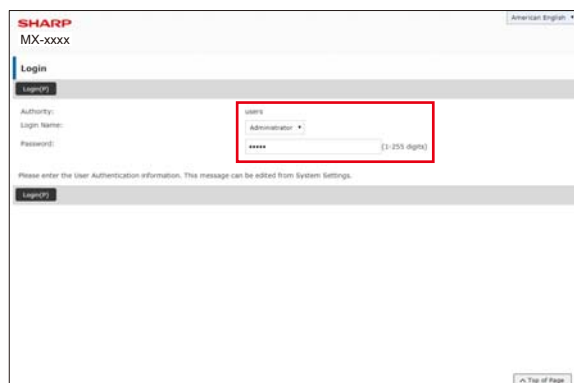 SHARP
American English
MX-xxxx
Login
Login(P)
Authority: users
Login Name: Administrator
Password: ••••• (1-255 digits)
Please enter the User Authentication information. This message can be edited from System Settings.
Login(P)
Top of Page